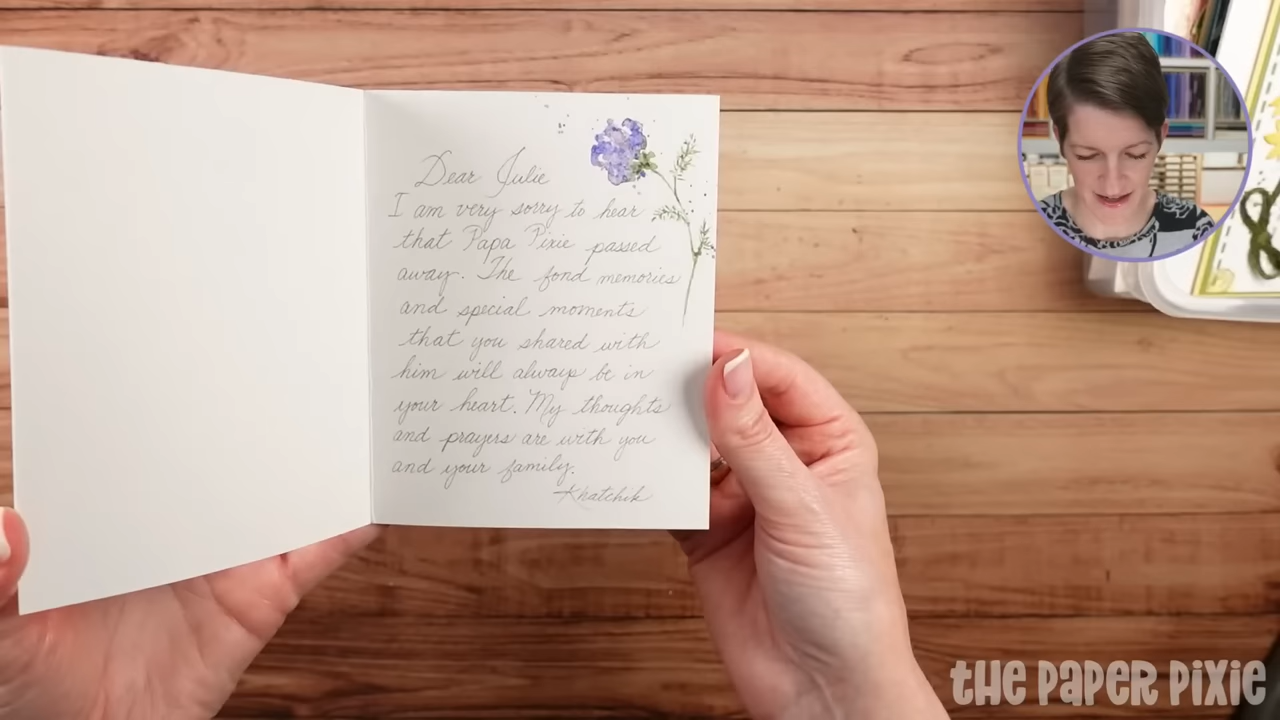 Dear Julie
I am very sorry to hear
that Papa Pixie passed
away. The fond memories
and special moments
that you shared with
him will always be in
your heart. My thoughts
and prayers are with you
and your family.
Khatchik
the paper pixie